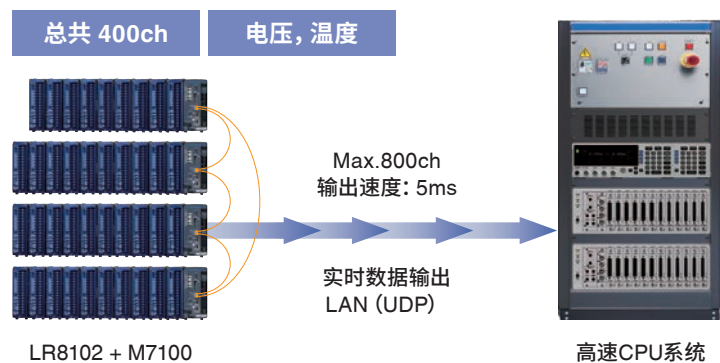 总共 400ch
电压，温度
Max.800ch
输出速度：5ms
实时数据输出
LAN（UDP）
LR8102 + M7100
高速CPU系统